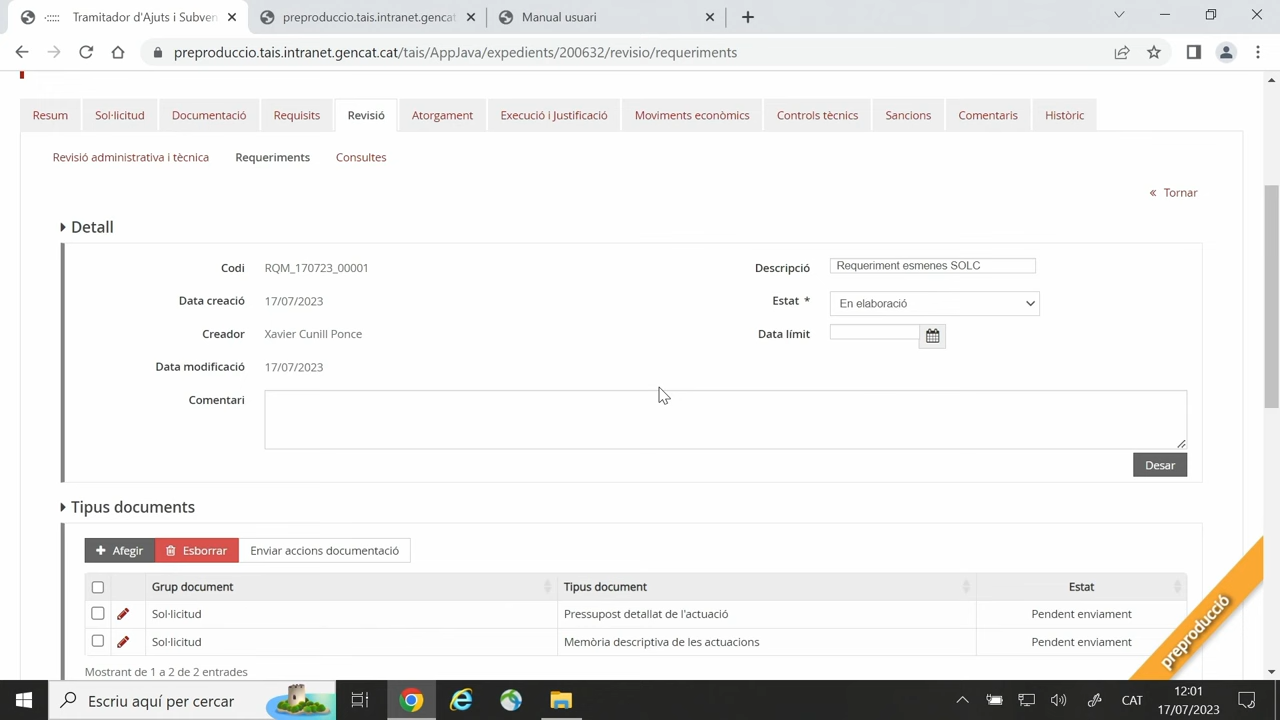 ·:::::  Tramitador d'Ajuts i Subven
preproduccio.tais.intranet.gencat
Manual usuari
preproduccio.tais.intranet.gencat.cat/tais/AppJava/expedients/200632/revisio/requeriments
Resum Sol·licitud Documentació Requisits Revisió Atorgament Execució i Justificació Moviments econòmics Controls tècnics Sancions Comentaris Històric
Revisió administrativa i tècnica Requeriments Consultes
« Tornar
Detall
Codi RQM_170723_00001 Descripció Requeriment esmenes SOLC
Data creació 17/07/2023 Estat * En elaboració
Creador Xavier Cunill Ponce Data límit
Data modificació 17/07/2023
Comentari
Desar
Tipus documents
+ Afegir Esborrar Enviar accions documentació
Grup document Tipus document Estat
Sol·licitud Pressupost detallat de l'actuació Pendent enviament
Sol·licitud Memòria descriptiva de les actuacions Pendent enviament
Mostrant de 1 a 2 de 2 entrades
preproducció
Escriu aquí per cercar
CAT
12:01
17/07/2023